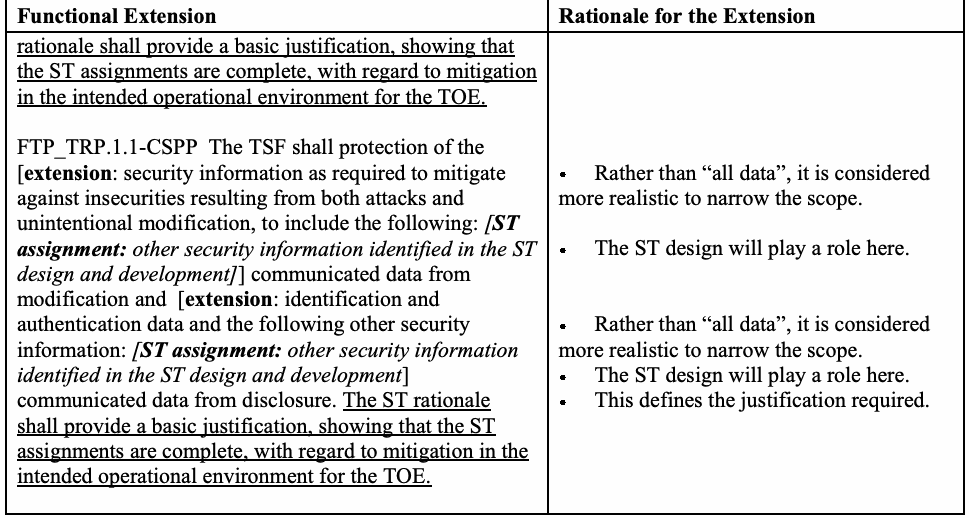 Functional Extension
Rationale for the Extension
rationale shall provide a basic justification, showing that
the ST assignments are complete, with regard to mitigation
in the intended operational environment for the TOE.
FTP_TRP.1.1-CSPP The TSF shall protection of the
[extension: security information as required to mitigate
against insecurities resulting from both attacks and
unintentional modification, to include the following: [ST
assignment: other security information identified in the ST
design and development]] communicated data from
modification and [extension: identification and
authentication data and the following other security
information: [ST assignment: other security information
identified in the ST design and development]
communicated data from disclosure. The ST rationale
shall provide a basic justification, showing that the ST
assignments are complete, with regard to mitigation in the
intended operational environment for the TOE.
• Rather than “all data”, it is considered
more realistic to narrow the scope.
• The ST design will play a role here.
• Rather than “all data”, it is considered
more realistic to narrow the scope.
• The ST design will play a role here.
• This defines the justification required.